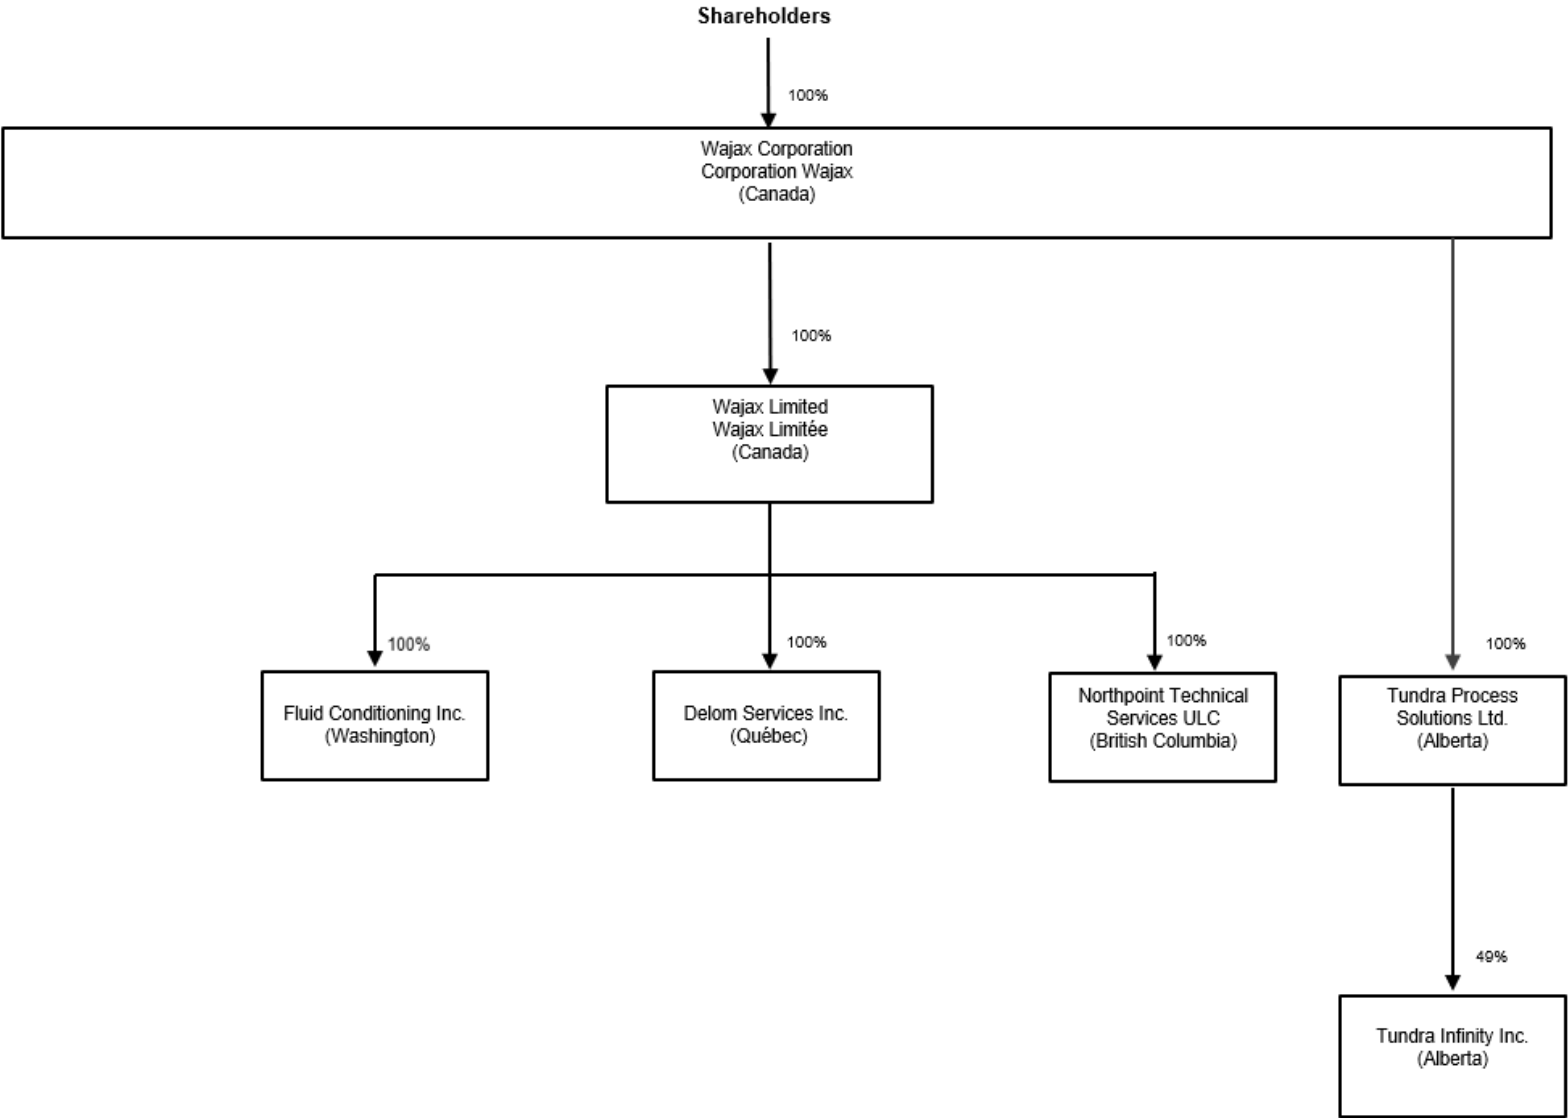 Shareholders
100%
Wajax Corporation
Corporation Wajax
(Canada)
100%
Wajax Limited
Wajax Limitée
(Canada)
100%
100%
100%
100%
Fluid Conditioning Inc.
(Washington)
Delom Services Inc.
(Québec)
Northpoint Technical
Services ULC
(British Columbia)
Tundra Process
Solutions Ltd.
(Alberta)
49%
Tundra Infinity Inc.
(Alberta)